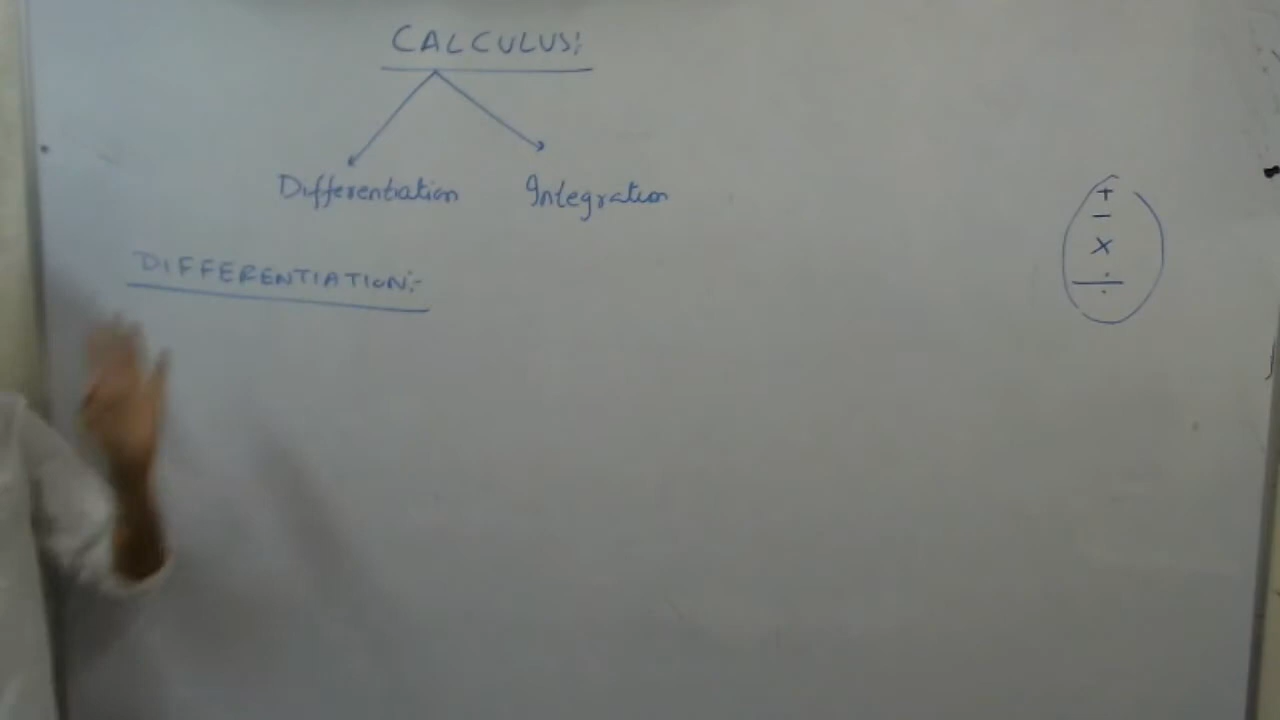 CALCULUS:
Differentiation Integration
DIFFERENTIATION:-
+
−
×
÷